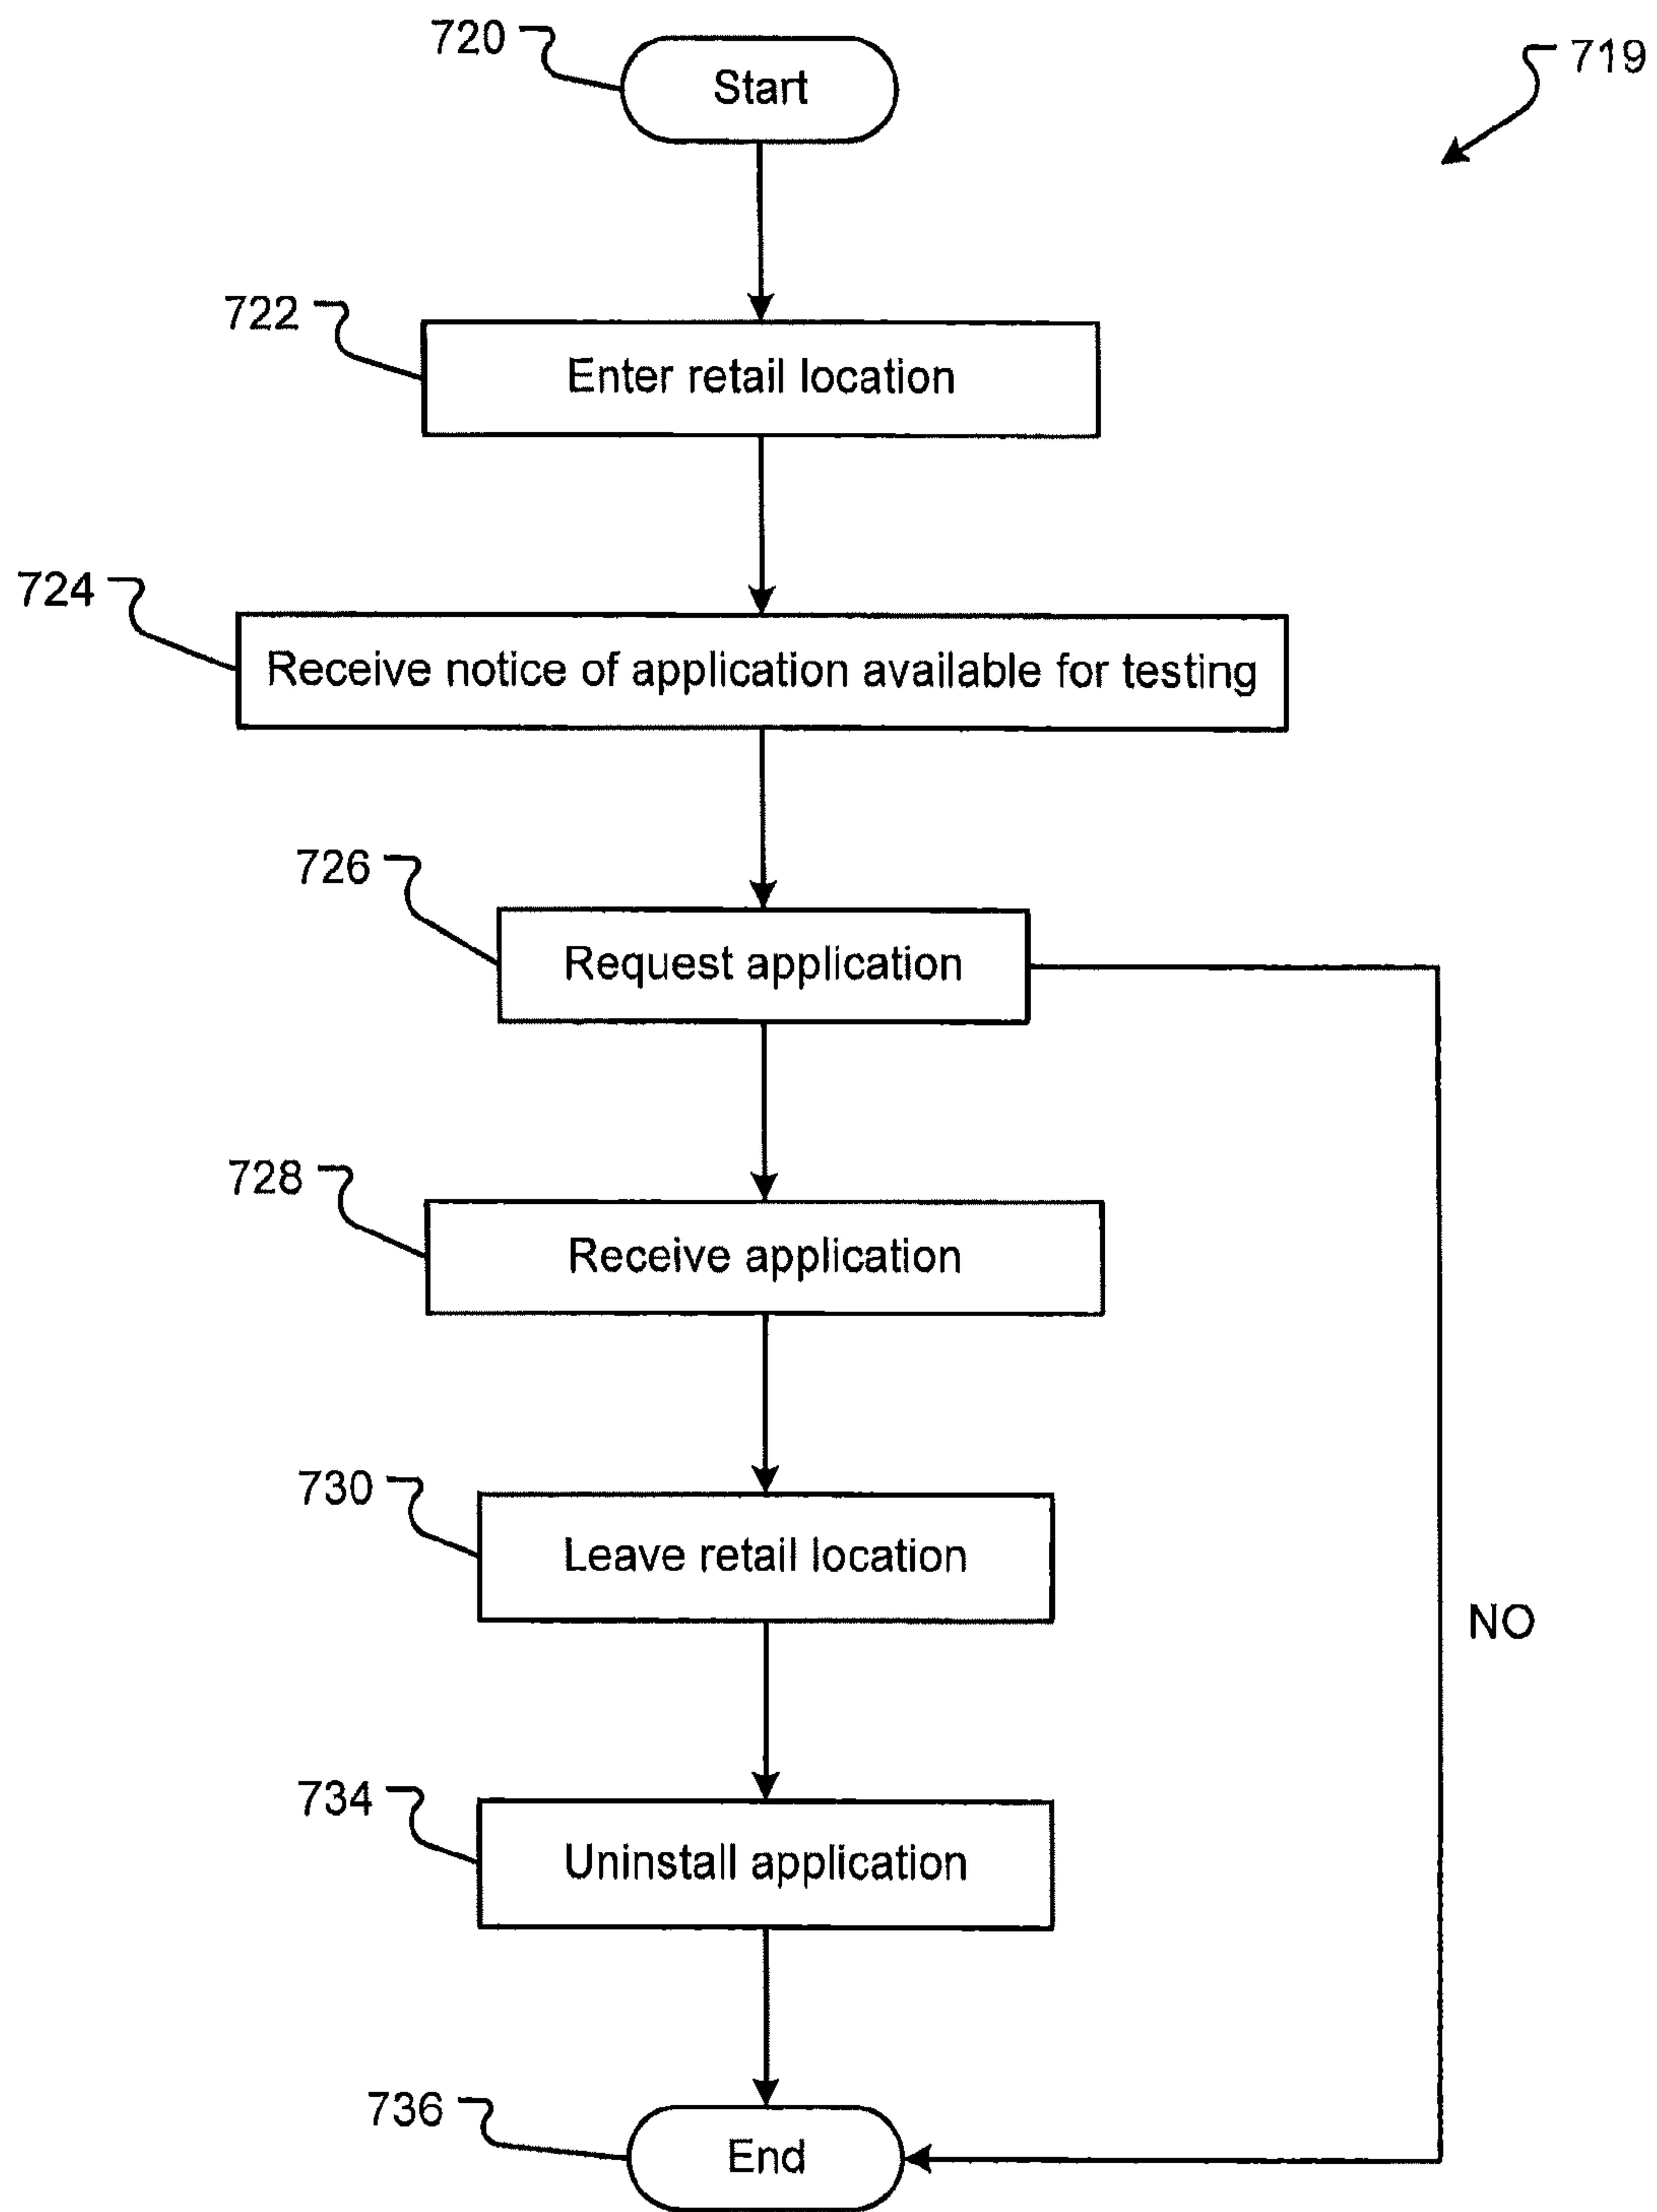 720
Start
719
722
Enter retail location
724
Receive notice of application available for testing
726
Request application
728
Receive application
730
Leave retail location
NO
734
Uninstall application
736
End